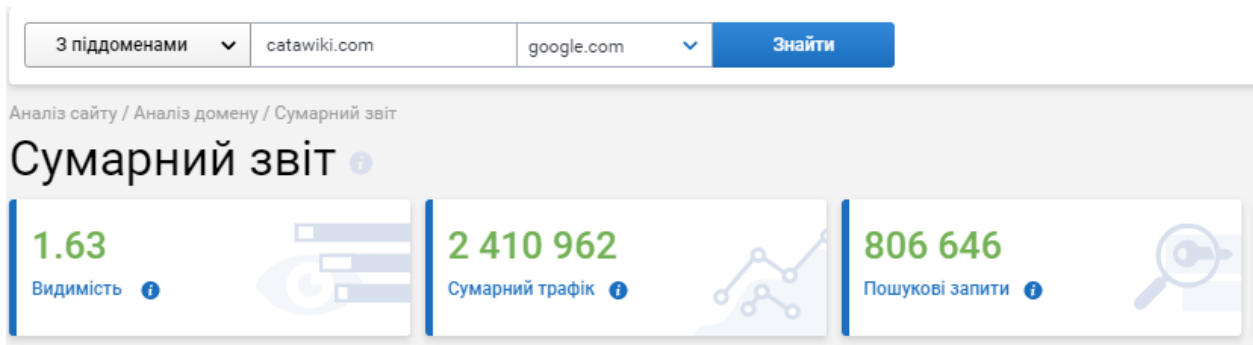 З піддоменами catawiki.com google.com Знайти
Аналіз сайту / Аналіз домену / Сумарний звіт
Сумарний звіт
1.63
Видимість
2 410 962
Сумарний трафік
806 646
Пошукові запити